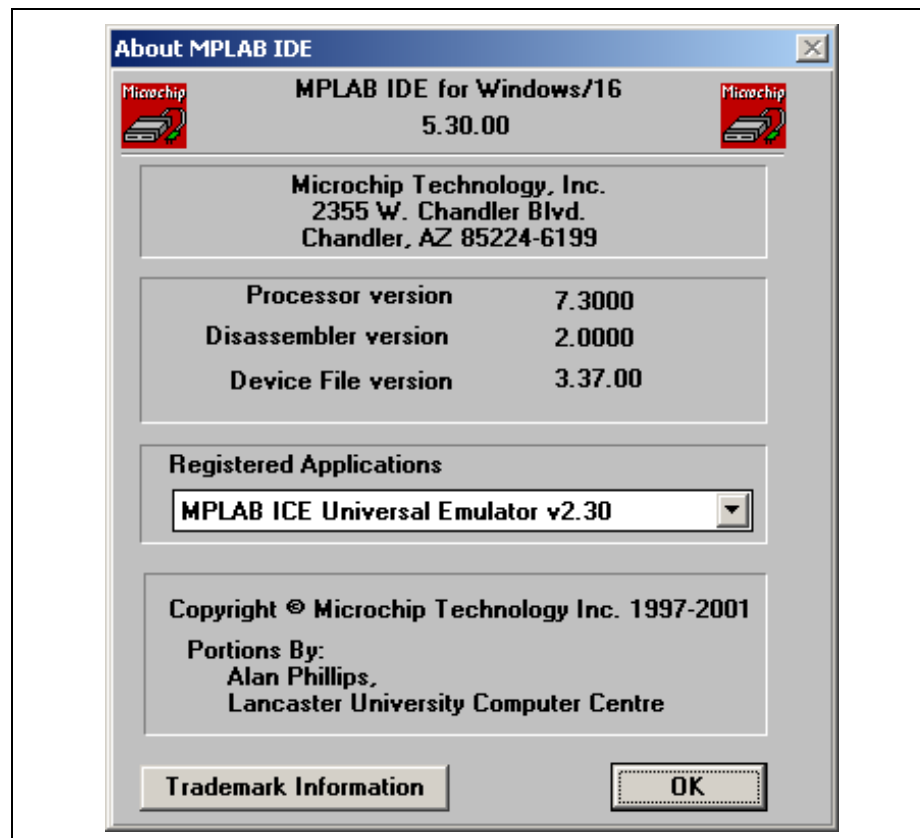 About MPLAB IDE
Microchip
MPLAB IDE for Windows/16
Microchip
5.30.00
Microchip Technology, Inc.
2355 W. Chandler Blvd.
Chandler, AZ 85224-6199
Processor version 7.3000
Disassembler version 2.0000
Device File version 3.37.00
Registered Applications
MPLAB ICE Universal Emulator v2.30
Copyright © Microchip Technology Inc. 1997-2001
Portions By:
Alan Phillips,
Lancaster University Computer Centre
Trademark Information
OK